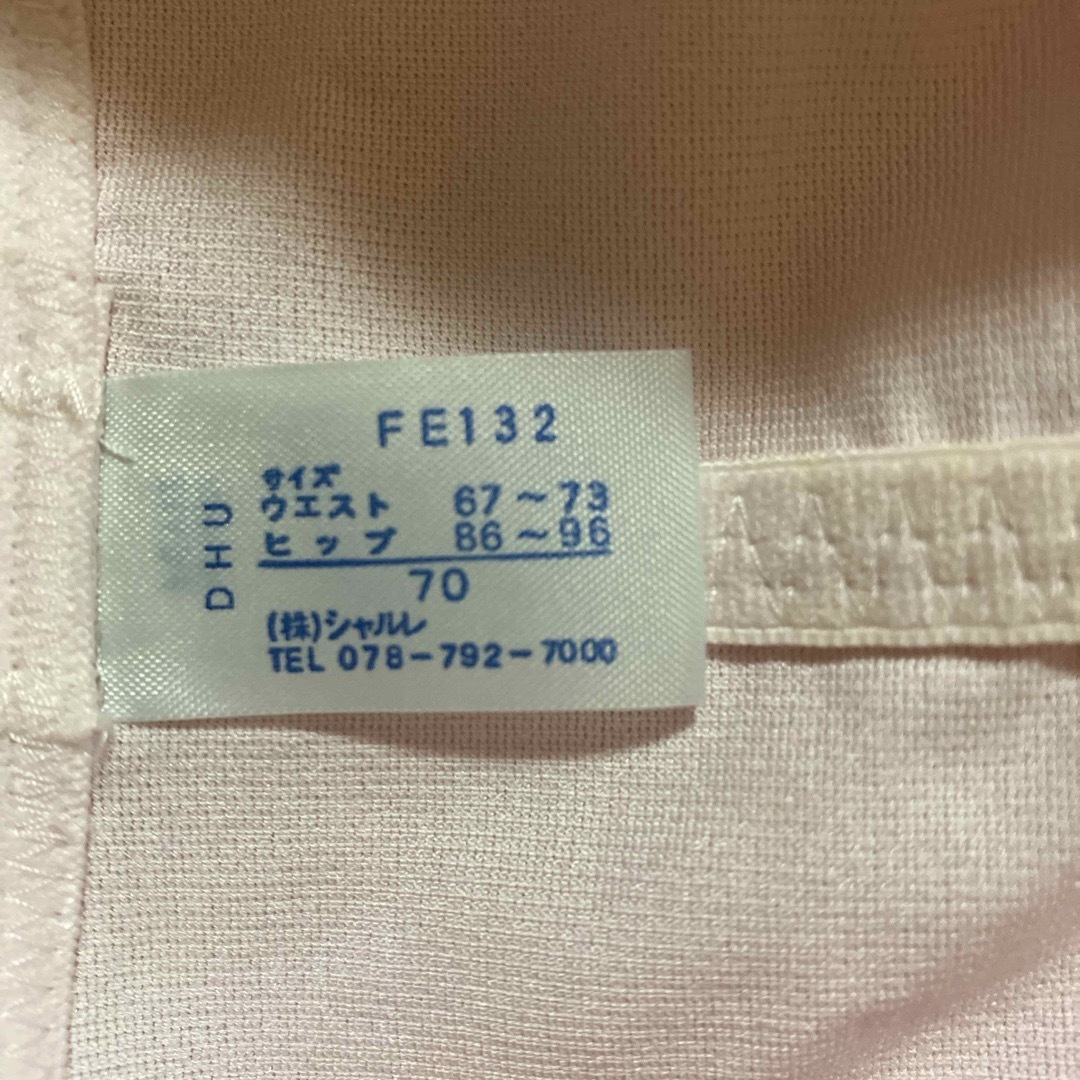 FE132
サイズ
ウエスト 67～73
ヒップ 86～96
70
(株)シャルレ
TEL 078-792-7000
DHU